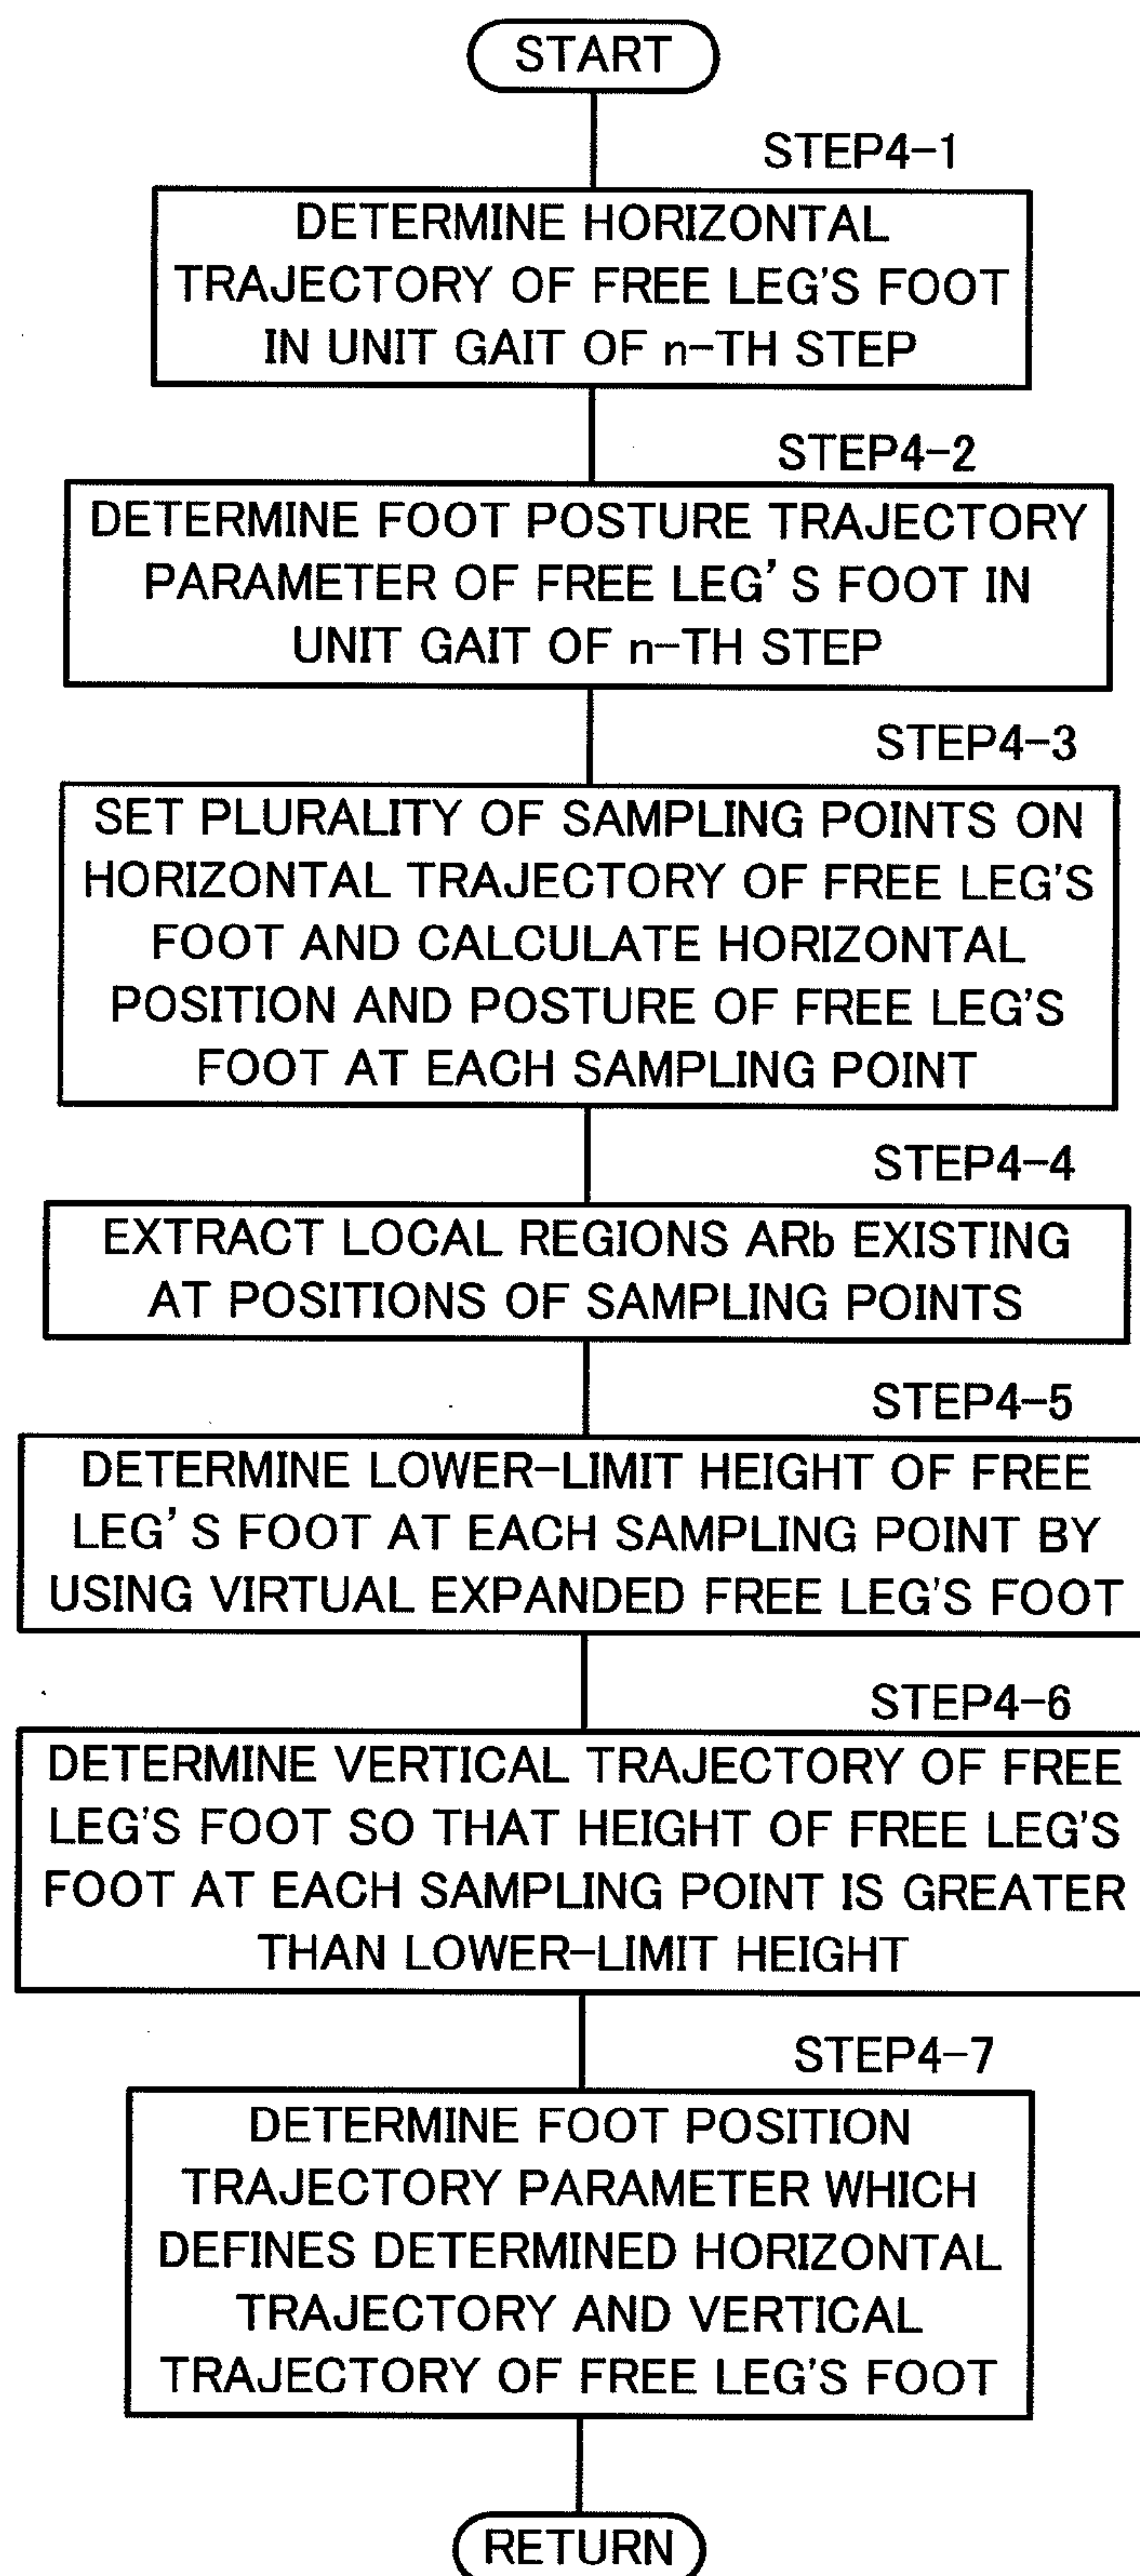 START
STEP4-1
DETERMINE HORIZONTAL
TRAJECTORY OF FREE LEG'S FOOT
IN UNIT GAIT OF n-TH STEP
STEP4-2
DETERMINE FOOT POSTURE TRAJECTORY
PARAMETER OF FREE LEG'S FOOT IN
UNIT GAIT OF n-TH STEP
STEP4-3
SET PLURALITY OF SAMPLING POINTS ON
HORIZONTAL TRAJECTORY OF FREE LEG'S
FOOT AND CALCULATE HORIZONTAL
POSITION AND POSTURE OF FREE LEG'S
FOOT AT EACH SAMPLING POINT
STEP4-4
EXTRACT LOCAL REGIONS ARb EXISTING
AT POSITIONS OF SAMPLING POINTS
STEP4-5
DETERMINE LOWER-LIMIT HEIGHT OF FREE
LEG'S FOOT AT EACH SAMPLING POINT BY
USING VIRTUAL EXPANDED FREE LEG'S FOOT
STEP4-6
DETERMINE VERTICAL TRAJECTORY OF FREE
LEG'S FOOT SO THAT HEIGHT OF FREE LEG'S
FOOT AT EACH SAMPLING POINT IS GREATER
THAN LOWER-LIMIT HEIGHT
STEP4-7
DETERMINE FOOT POSITION
TRAJECTORY PARAMETER WHICH
DEFINES DETERMINED HORIZONTAL
TRAJECTORY AND VERTICAL
TRAJECTORY OF FREE LEG'S FOOT
RETURN